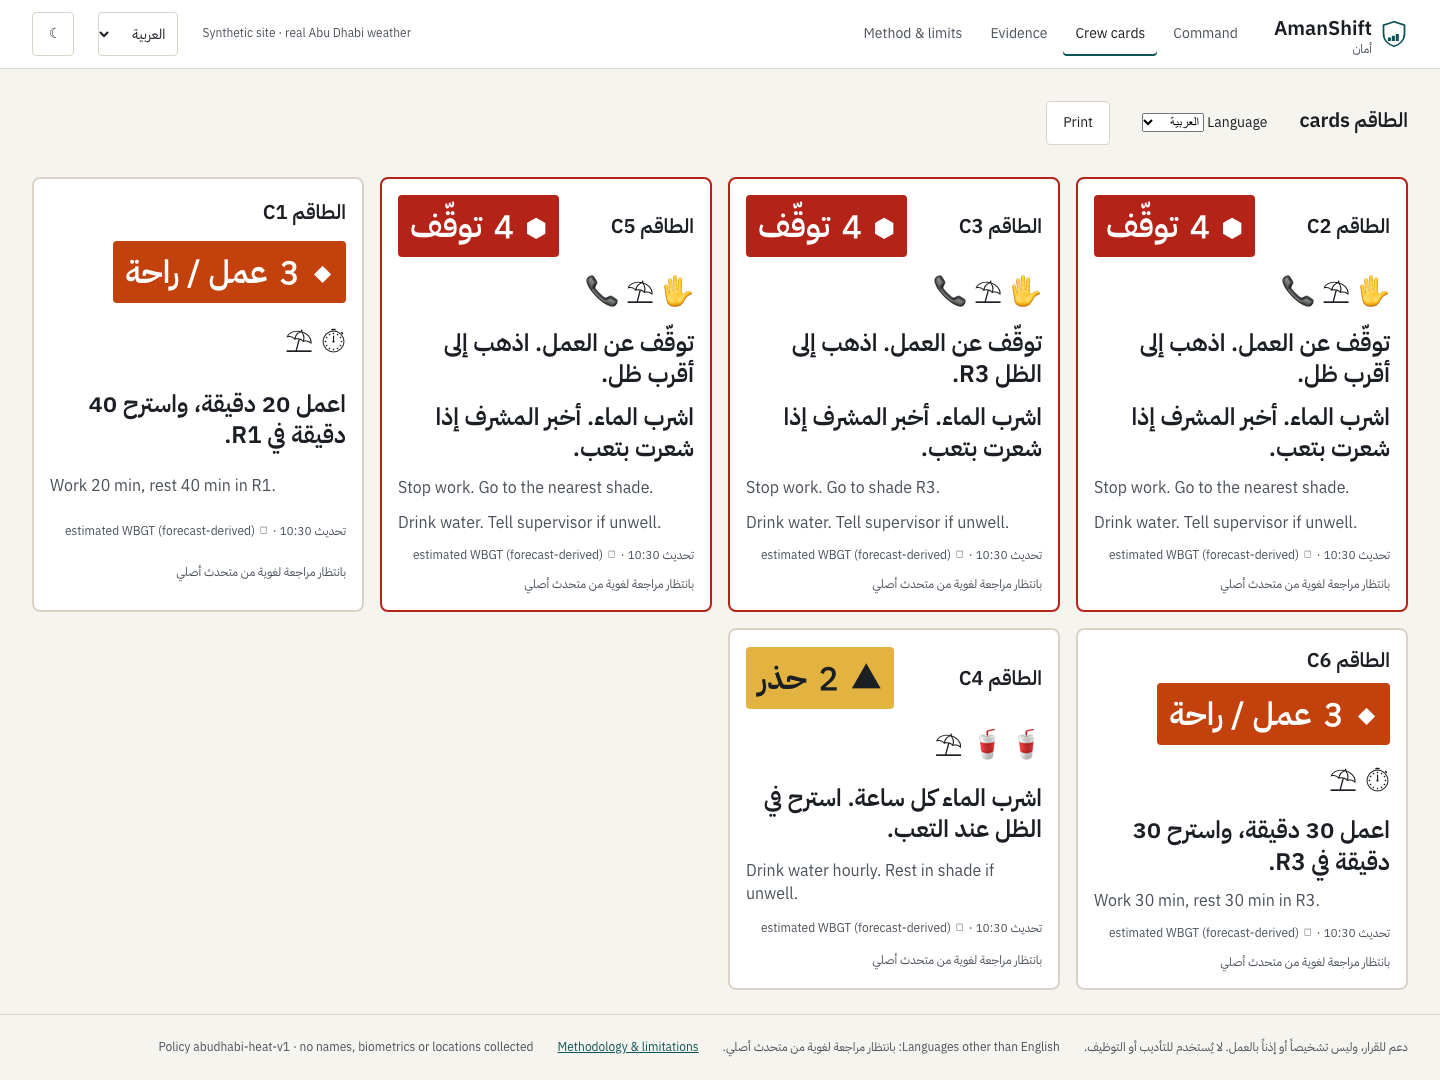 AmanShift
أمان
Command
Crew cards
Evidence
Method & limits
Synthetic site · real Abu Dhabi weather
العربية
الطاقم cards
Language
العربية
Print
الطاقم C2
4 توقّف
توقّف عن العمل. اذهب إلى
أقرب ظل.
اشرب الماء. أخبر المشرف إذا
شعرت بتعب.
Stop work. Go to the nearest shade.
Drink water. Tell supervisor if unwell.
تحديث 10:30 · estimated WBGT (forecast-derived)
بانتظار مراجعة لغوية من متحدث أصلي
الطاقم C3
4 توقّف
توقّف عن العمل. اذهب إلى
الظل R3.
اشرب الماء. أخبر المشرف إذا
شعرت بتعب.
Stop work. Go to shade R3.
Drink water. Tell supervisor if unwell.
تحديث 10:30 · estimated WBGT (forecast-derived)
بانتظار مراجعة لغوية من متحدث أصلي
الطاقم C5
4 توقّف
توقّف عن العمل. اذهب إلى
أقرب ظل.
اشرب الماء. أخبر المشرف إذا
شعرت بتعب.
Stop work. Go to the nearest shade.
Drink water. Tell supervisor if unwell.
تحديث 10:30 · estimated WBGT (forecast-derived)
بانتظار مراجعة لغوية من متحدث أصلي
الطاقم C1
3 عمل / راحة
اعمل 20 دقيقة، واسترح 40
دقيقة في R1.
Work 20 min, rest 40 min in R1.
تحديث 10:30 · estimated WBGT (forecast-derived)
بانتظار مراجعة لغوية من متحدث أصلي
الطاقم C6
3 عمل / راحة
اعمل 30 دقيقة، واسترح 30
دقيقة في R3.
Work 30 min, rest 30 min in R3.
تحديث 10:30 · estimated WBGT (forecast-derived)
بانتظار مراجعة لغوية من متحدث أصلي
الطاقم C4
2 حذر
اشرب الماء كل ساعة. استرح في
الظل عند التعب.
Drink water hourly. Rest in shade if
unwell.
تحديث 10:30 · estimated WBGT (forecast-derived)
بانتظار مراجعة لغوية من متحدث أصلي
دعم للقرار، وليس تشخيصاً أو إذناً بالعمل. لا يُستخدم للتأديب أو التوظيف.
Languages other than English: بانتظار مراجعة لغوية من متحدث أصلي.
Methodology & limitations
Policy abudhabi-heat-v1 · no names, biometrics or locations collected